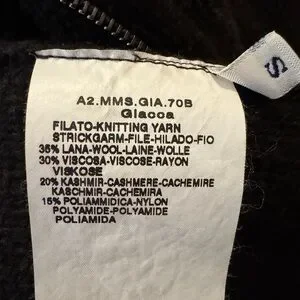 S
A2.MMS.GIA.70B
Giacca
FILATO-KNITTING YARN
STRICKGARM-FILE-HILADO-FIO
35% LANA-WOOL-LAINE-WOLLE
30% VISCOSA-VISCOSE-RAYON
VISKOSE
20% KASHMIR-CASHMERE-CACHEMIRE
KASCHMIR-CACHEMIRA
15% POLIAMMIDICA-NYLON
POLYAMIDE-POLYAMIDE
POLIAMIDA